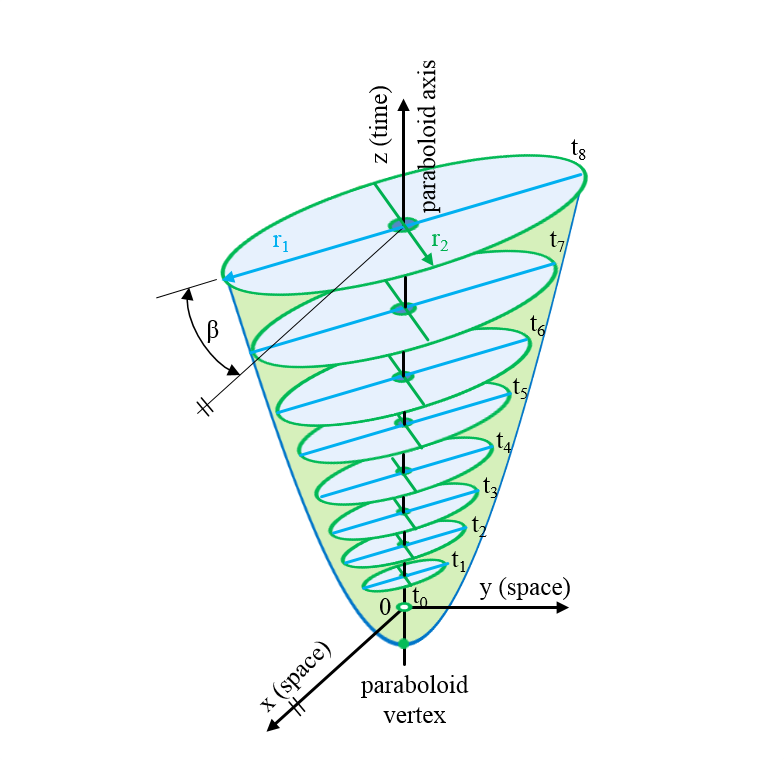 z (time)
paraboloid axis
t₈
r₁
r₂
t₇
β
t₆
t₅
t₄
t₃
t₂
t₁
t₀
0
y (space)
x (space)
paraboloid
vertex